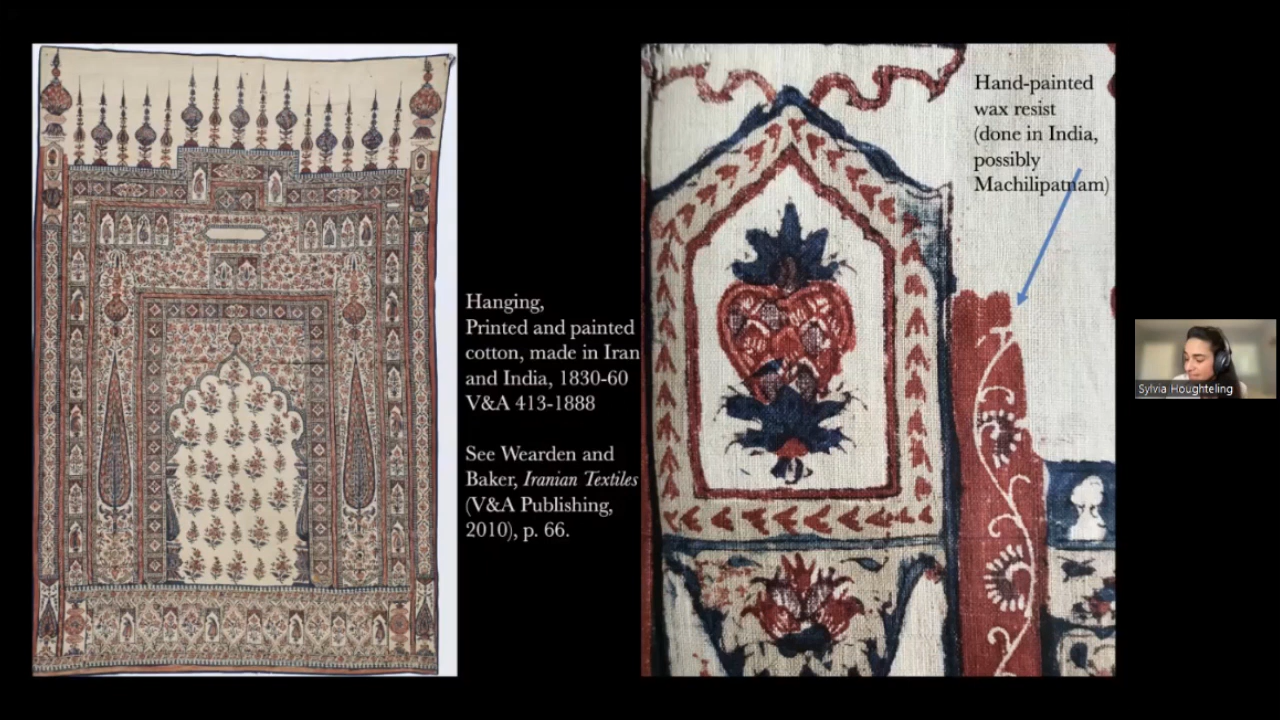 Hanging,
Printed and painted
cotton, made in Iran
and India, 1830-60
V&A 413-1888
See Wearden and
Baker, Iranian Textiles
(V&A Publishing,
2010), p. 66.
Hand-painted
wax resist
(done in India,
possibly
Machilipatnam)
Sylvia Houghteling